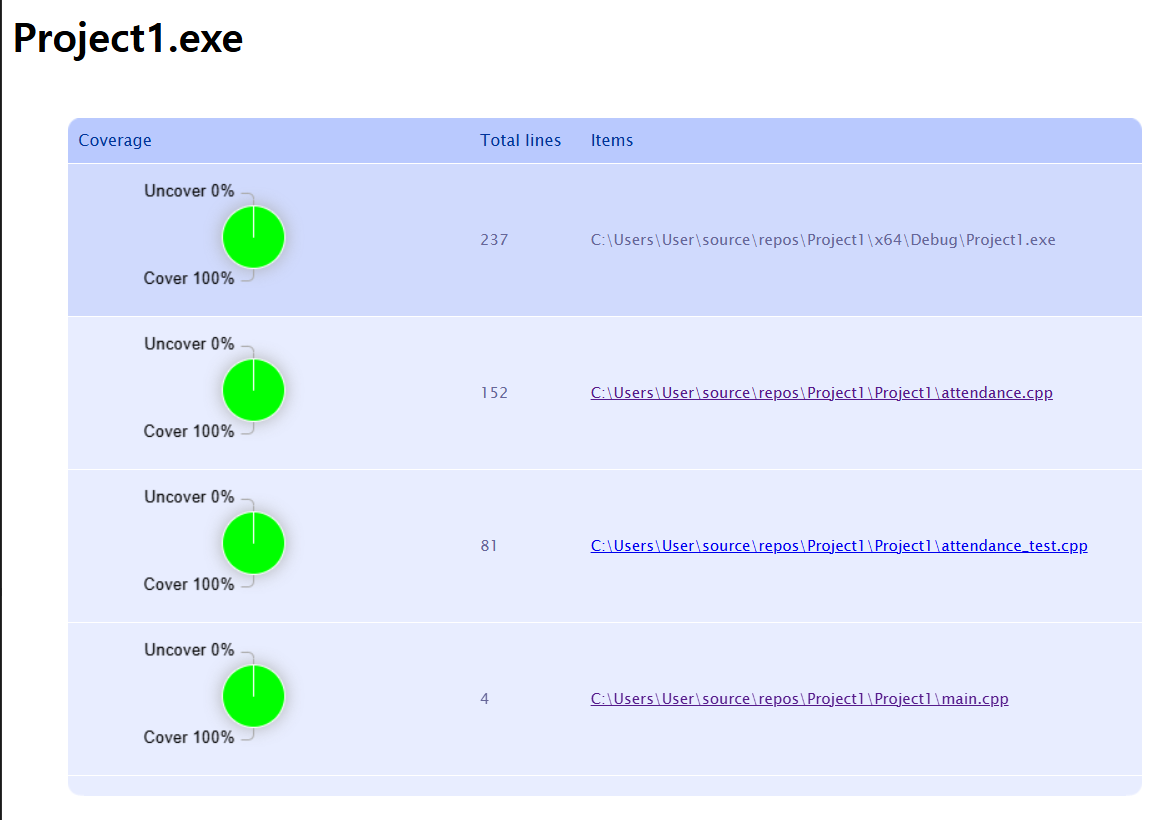 Project1.exe
Coverage Total lines Items
Uncover 0%
237 C:\Users\User\source\repos\Project1\x64\Debug\Project1.exe
Cover 100%
Uncover 0%
152 C:\Users\User\source\repos\Project1\Project1\attendance.cpp
Cover 100%
Uncover 0%
81 C:\Users\User\source\repos\Project1\Project1\attendance_test.cpp
Cover 100%
Uncover 0%
4 C:\Users\User\source\repos\Project1\Project1\main.cpp
Cover 100%